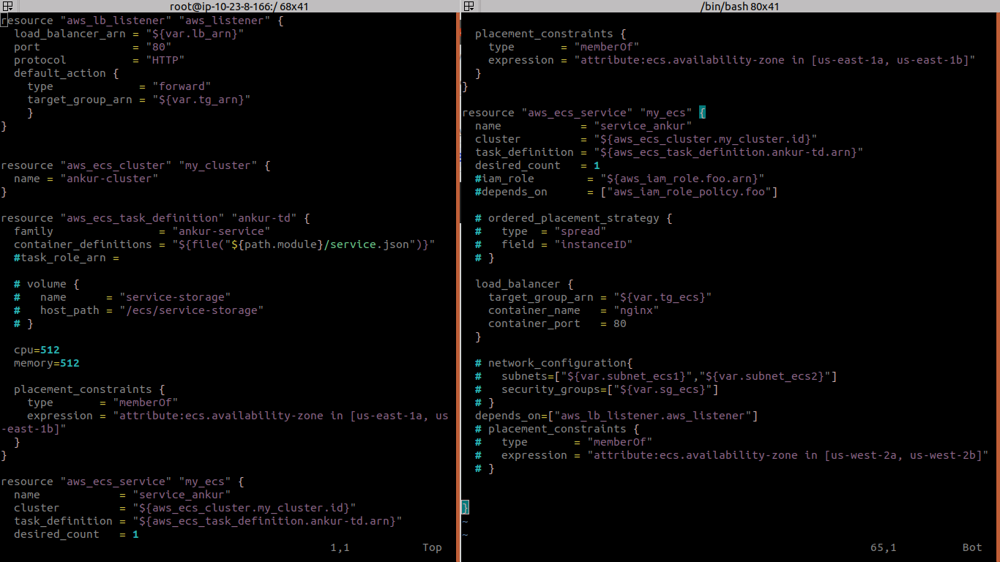 root@ip-10-23-8-166:/ 68x41
resource "aws_lb_listener" "aws_listener" {
  load_balancer_arn = "${var.lb_arn}"
  port              = "80"
  protocol          = "HTTP"
  default_action {
    type             = "forward"
    target_group_arn = "${var.tg_arn}"
    }
}


resource "aws_ecs_cluster" "my_cluster" {
  name = "ankur-cluster"
}

resource "aws_ecs_task_definition" "ankur-td" {
  family                = "ankur-service"
  container_definitions = "${file("${path.module}/service.json")}"
  #task_role_arn =

  # volume {
  #   name      = "service-storage"
  #   host_path = "/ecs/service-storage"
  # }

  cpu=512
  memory=512

  placement_constraints {
    type       = "memberOf"
    expression = "attribute:ecs.availability-zone in [us-east-1a, us
-east-1b]"
  }
}

resource "aws_ecs_service" "my_ecs" {
  name            = "service_ankur"
  cluster         = "${aws_ecs_cluster.my_cluster.id}"
  task_definition = "${aws_ecs_task_definition.ankur-td.arn}"
  desired_count   = 1
1,1 Top
/bin/bash 80x41
  placement_constraints {
    type       = "memberOf"
    expression = "attribute:ecs.availability-zone in [us-east-1a, us-east-1b]"
  }
}

resource "aws_ecs_service" "my_ecs" {
  name            = "service_ankur"
  cluster         = "${aws_ecs_cluster.my_cluster.id}"
  task_definition = "${aws_ecs_task_definition.ankur-td.arn}"
  desired_count   = 1
  #iam_role        = "${aws_iam_role.foo.arn}"
  #depends_on      = ["aws_iam_role_policy.foo"]

  # ordered_placement_strategy {
  #   type  = "spread"
  #   field = "instanceID"
  # }

  load_balancer {
    target_group_arn = "${var.tg_ecs}"
    container_name   = "nginx"
    container_port   = 80
  }

  # network_configuration{
  #   subnets=["${var.subnet_ecs1}","${var.subnet_ecs2}"]
  #   security_groups=["${var.sg_ecs}"]
  # }
  depends_on=["aws_lb_listener.aws_listener"]
  # placement_constraints {
  #   type       = "memberOf"
  #   expression = "attribute:ecs.availability-zone in [us-west-2a, us-west-2b]"
  # }


}
~
~
65,1 Bot